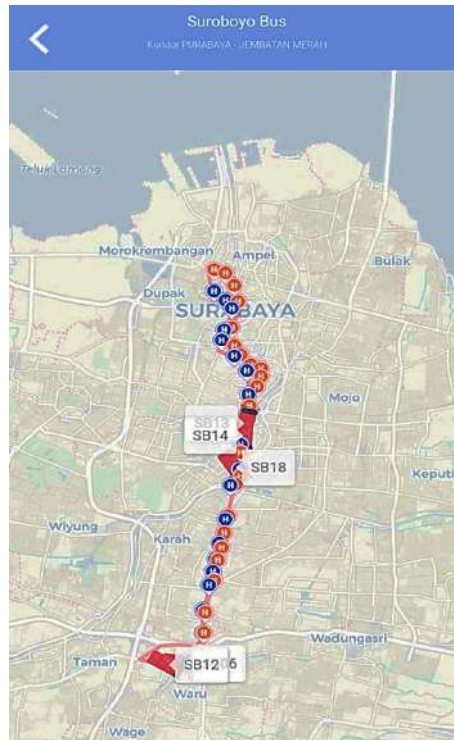 Suroboyo Bus
Koridor PURABAYA - JEMBATAN MERAH
Teluk Lamong
Morokrembangan
Ampel
Bulak
Dupak
SURABAYA
Mojo
SB13
SB14
SB18
Keputi
Wiyung
Karah
Wadungasri
Taman
SB12
06
Waru
Wage